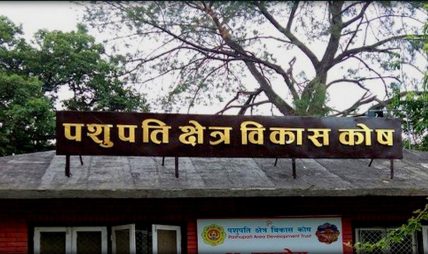 पशुपति क्षेत्र विकास कोष
पशुपति क्षेत्र विकास कोष
Pashupati Area Development Trust